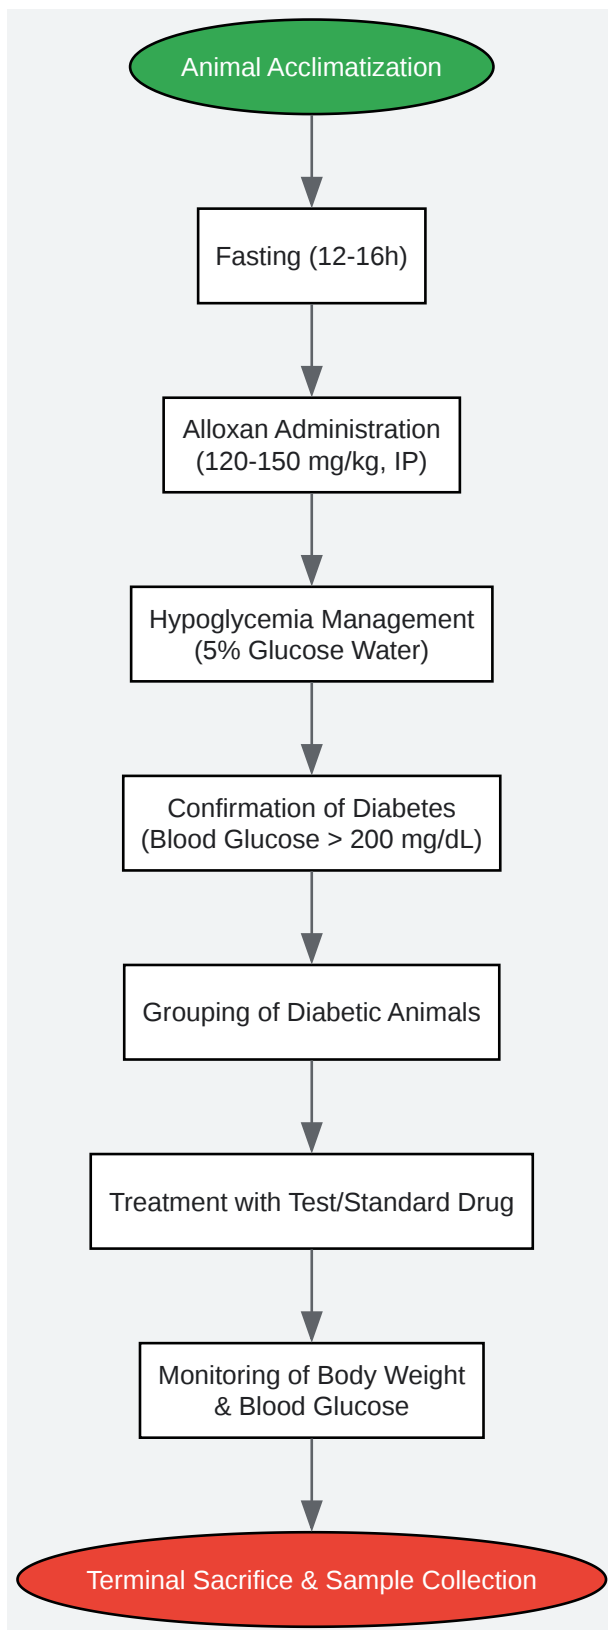 Animal Acclimatization
Fasting (12-16h)
Alloxan Administration
(120-150 mg/kg, IP)
Hypoglycemia Management
(5% Glucose Water)
Confirmation of Diabetes
(Blood Glucose > 200 mg/dL)
Grouping of Diabetic Animals
Treatment with Test/Standard Drug
Monitoring of Body Weight
& Blood Glucose
Terminal Sacrifice & Sample Collection